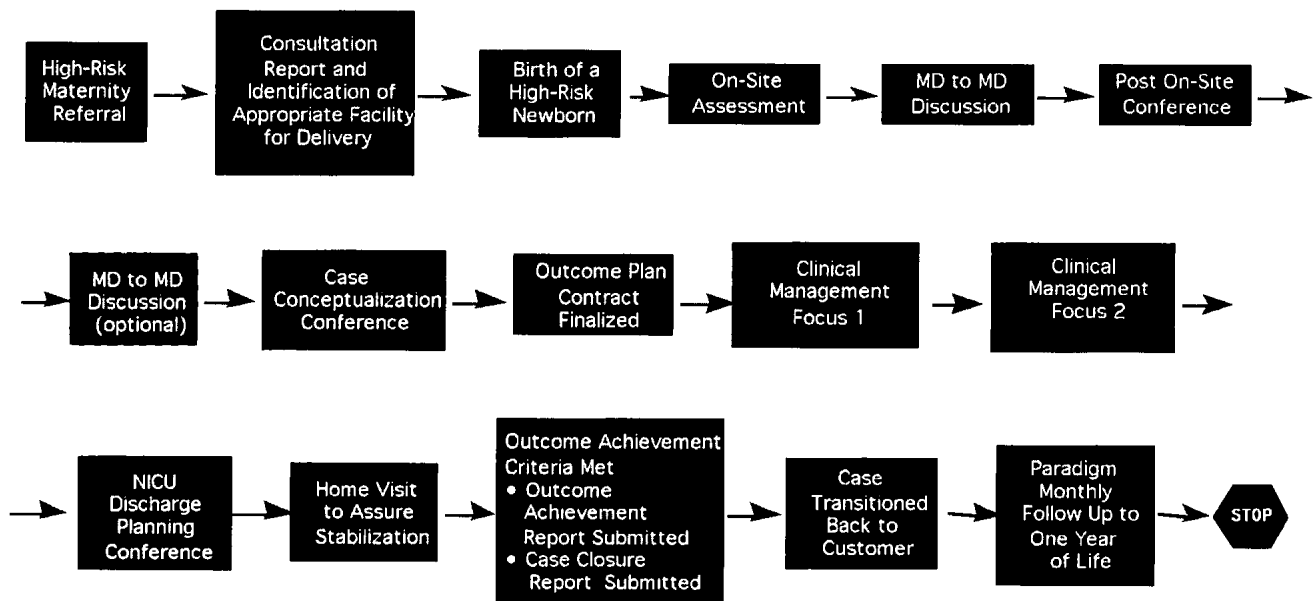 High-Risk
Maternity
Referral
Consultation
Report and
Identification of
Appropriate Facility
for Delivery
Birth of a
High-Risk
Newborn
On-Site
Assessment
MD to MD
Discussion
Post On-Site
Conference
MD to MD
Discussion
(optional)
Case
Conceptualization
Conference
Outcome Plan
Contract
Finalized
Clinical
Management
Focus 1
Clinical
Management
Focus 2
NICU
Discharge
Planning
Conference
Home Visit
to Assure
Stabilization
Outcome Achievement
Criteria Met
• Outcome
Achievement
Report Submitted
• Case Closure
Report Submitted
Case
Transitioned
Back to
Customer
Paradigm
Monthly
Follow Up to
One Year
of Life
STOP